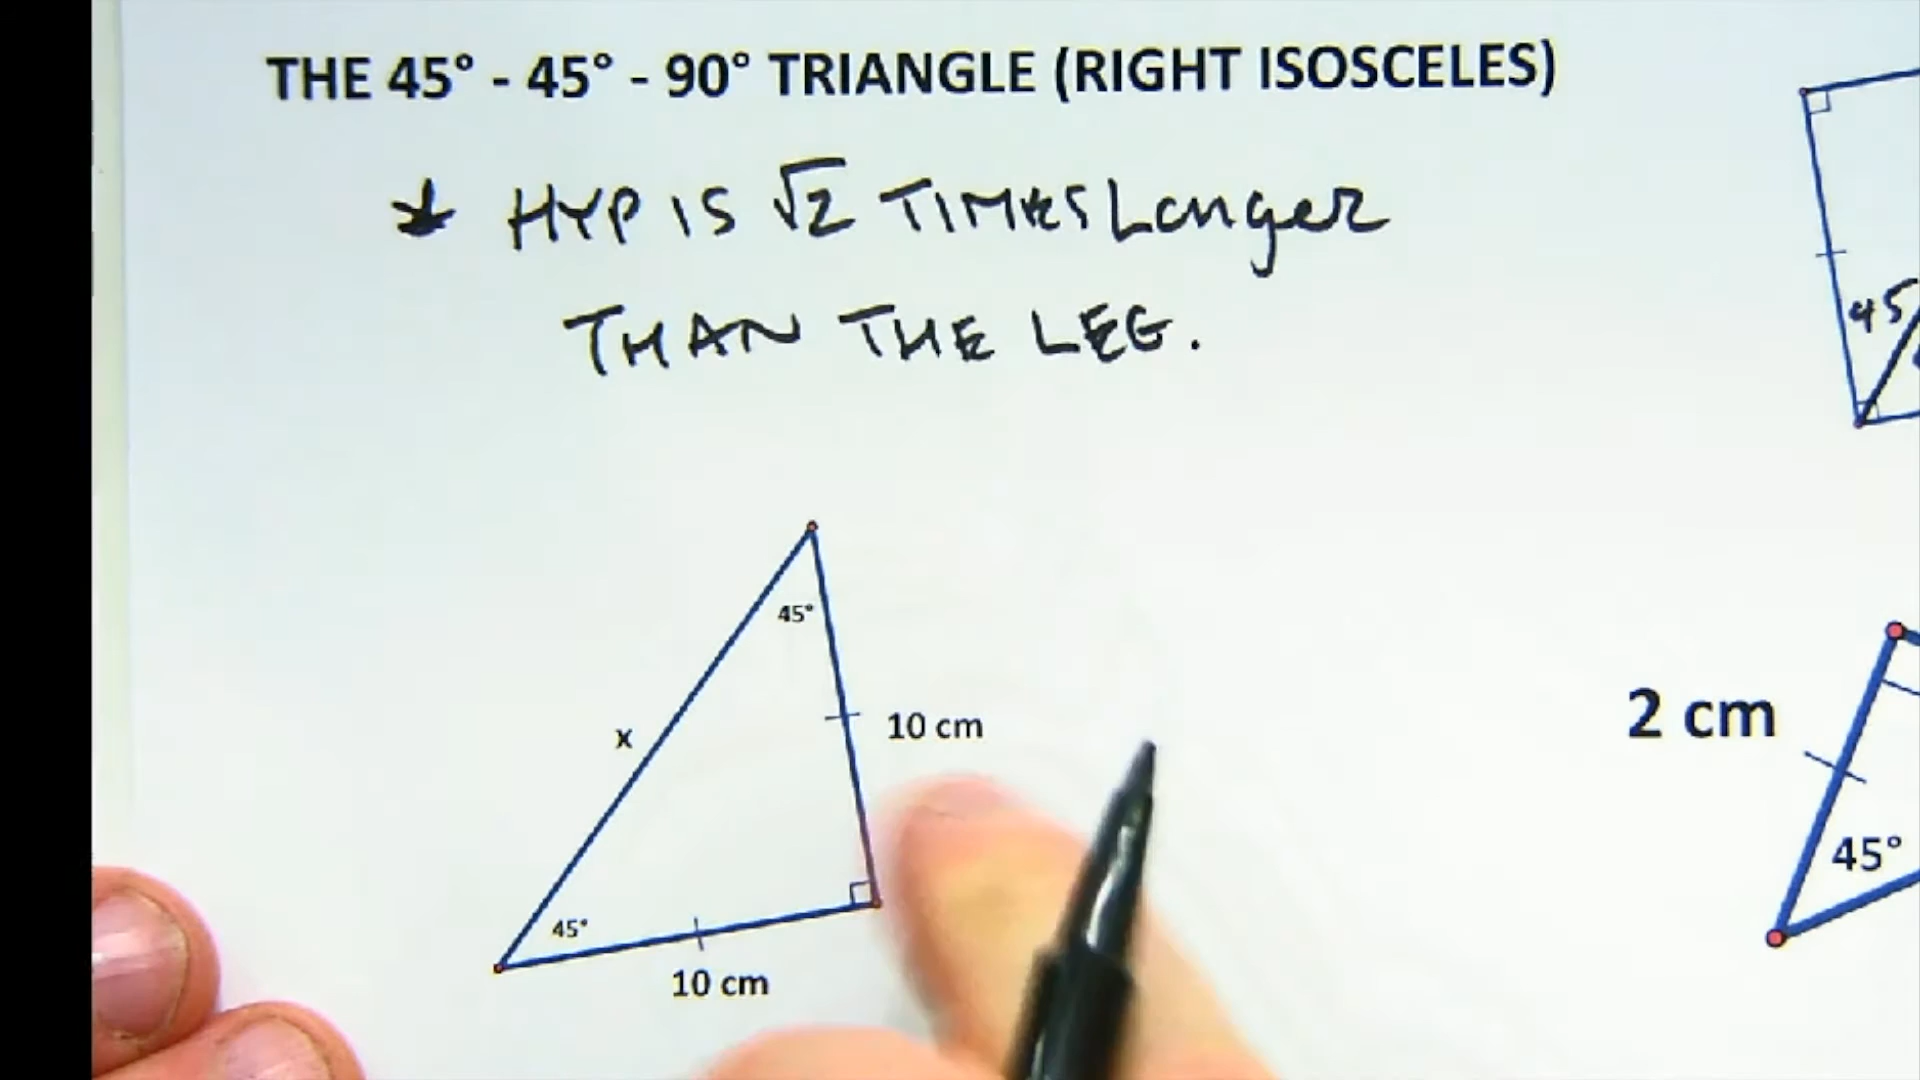 THE 45° - 45° - 90° TRIANGLE (RIGHT ISOSCELES)
* HYP IS √2 TIMES Longer
THAN THE LEG.
45
45°
x
10 cm
2 cm
45°
45°
10 cm